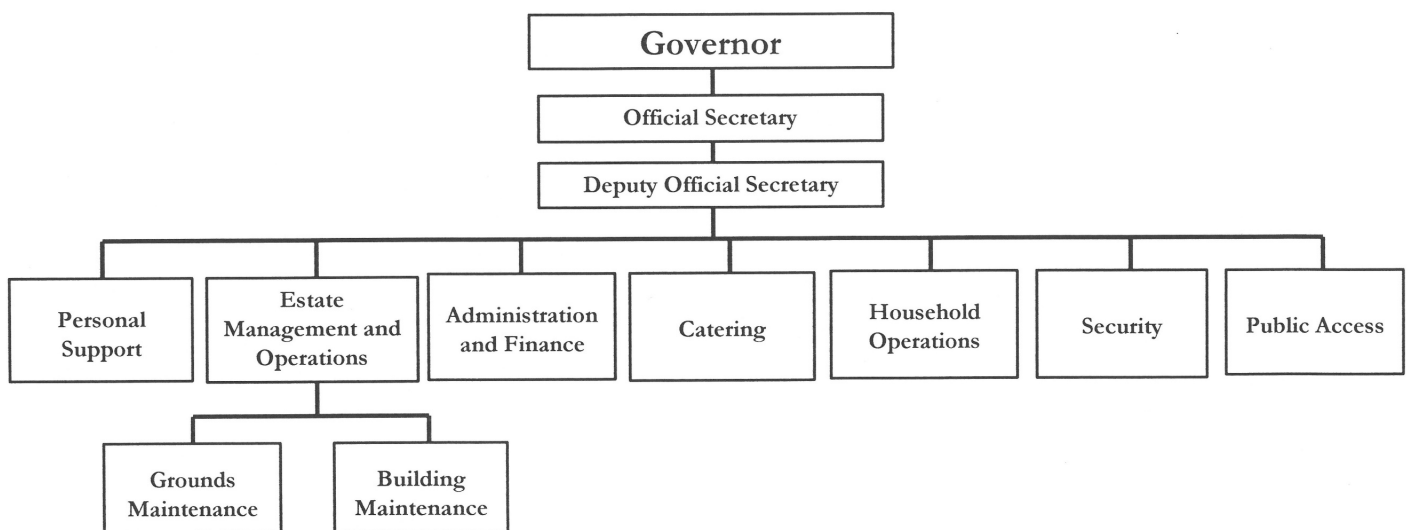 Governor
Official Secretary
Deputy Official Secretary
Personal
Support
Estate
Management and
Operations
Administration
and Finance
Catering
Household
Operations
Security
Public Access
Grounds
Maintenance
Building
Maintenance